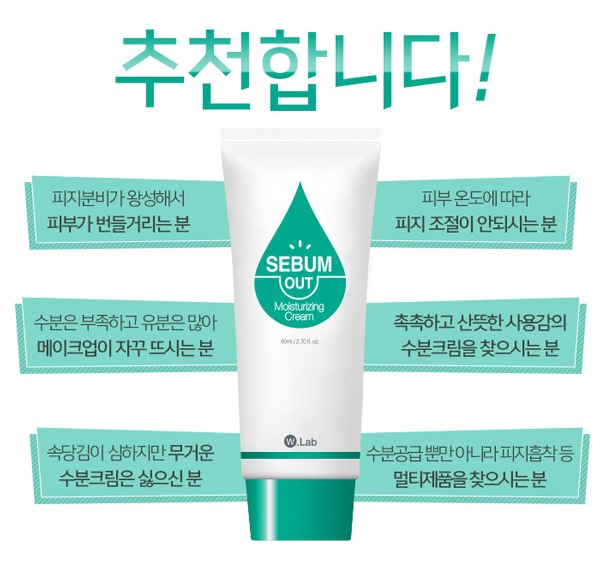 추천합니다!
피지분비가 왕성해서
피부가 번들거리는 분
피부 온도에 따라
피지 조절이 안되시는 분
수분은 부족하고 유분은 많아
메이크업이 자꾸 뜨시는 분
촉촉하고 산뜻한 사용감의
수분크림을 찾으시는 분
속당김이 심하지만 무거운
수분크림은 싫으신 분
수분공급 뿐만 아니라 피지흡착 등
멀티제품을 찾으시는 분
SEBUM
OUT
Moisturizing
Cream
80ml / 2.70 fl. oz.
W.Lab